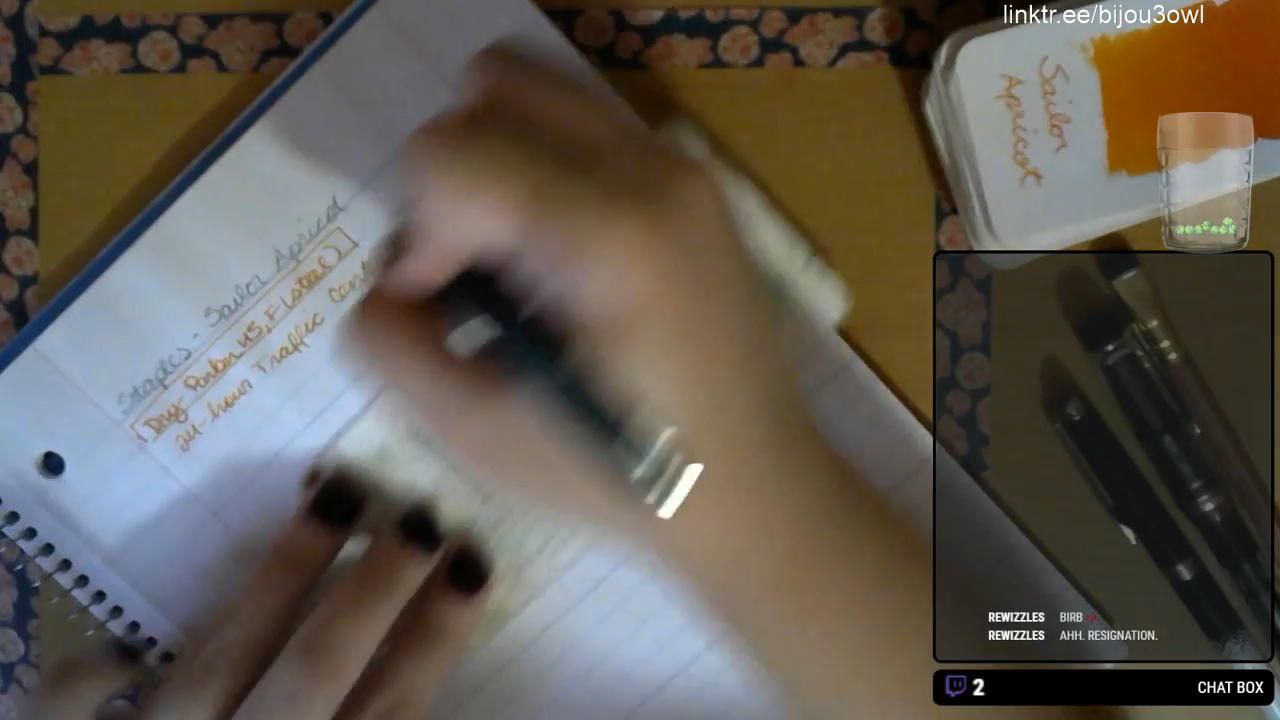 linktr.ee/bijou3owl
Sailor
Apricot
Staples - Sailor Apricot
Dry Parker 45, F (steel)
24-hour Traffic
REWIZZLES BIRB
REWIZZLES AHH. RESIGNATION.
2 CHAT BOX